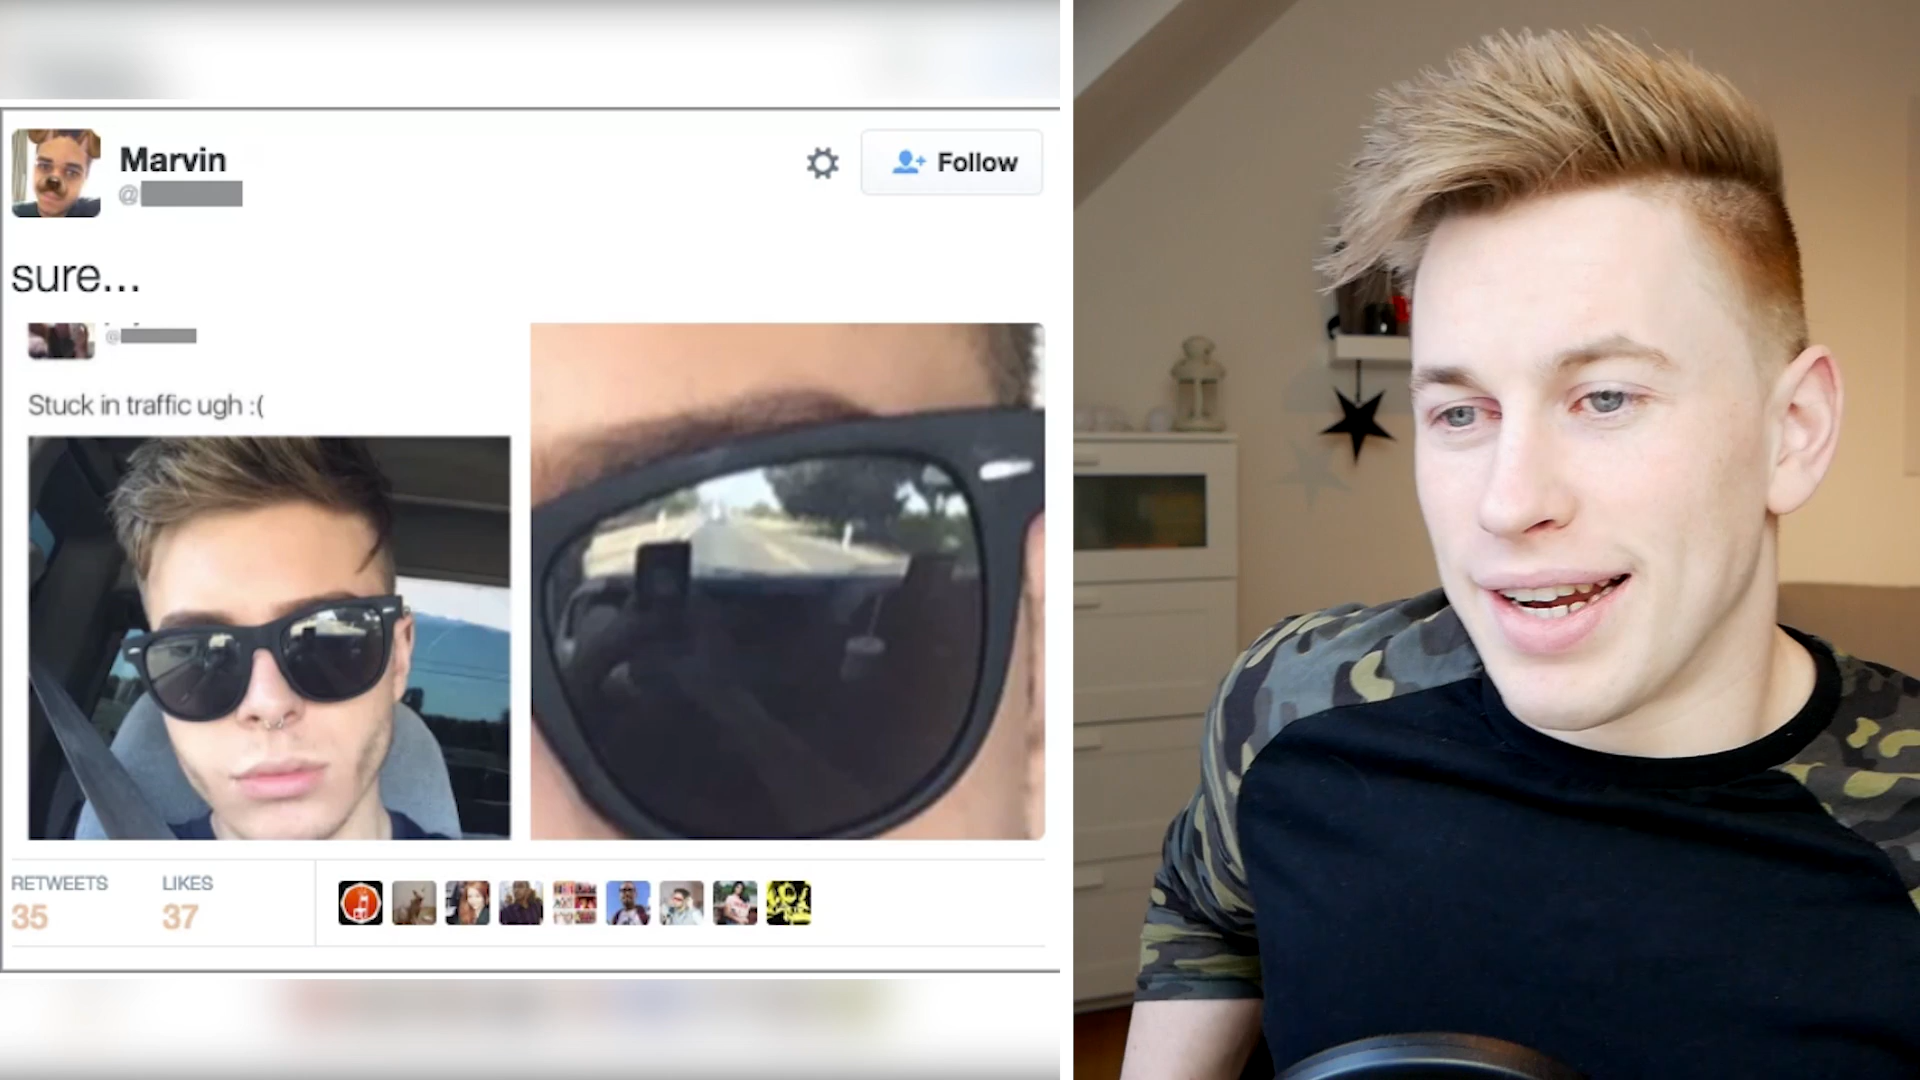 Marvin
@
Follow
sure...
@
Stuck in traffic ugh :(
RETWEETS
LIKES
35
37